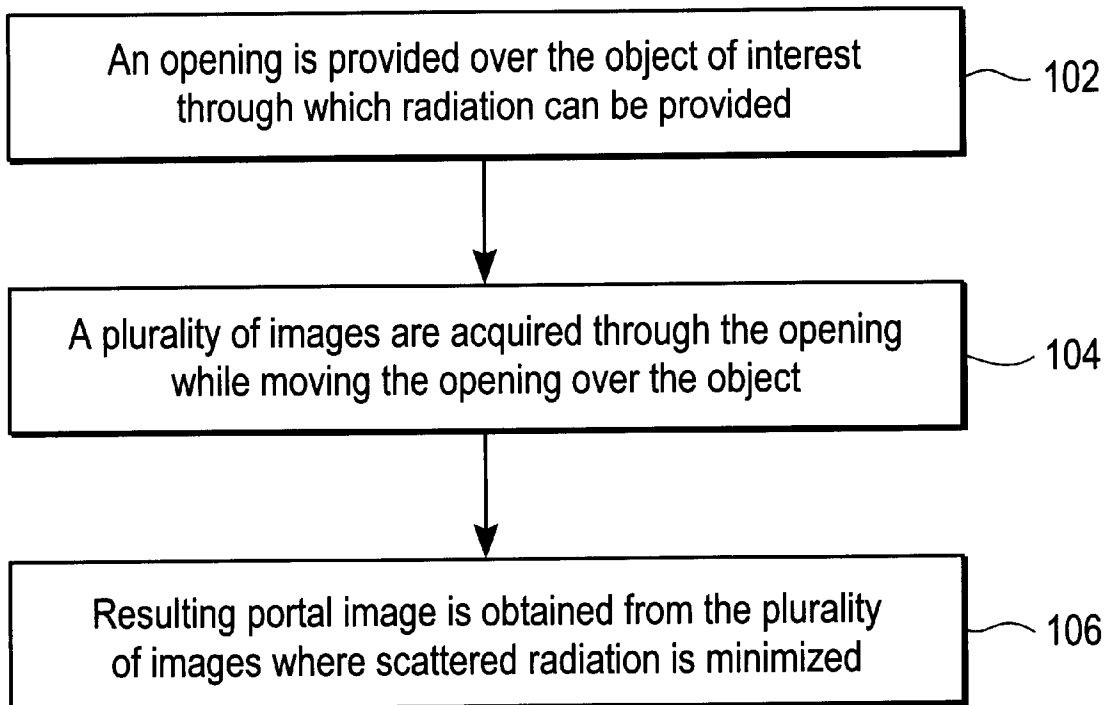 An opening is provided over the object of interest
through which radiation can be provided
102
A plurality of images are acquired through the opening
while moving the opening over the object
104
Resulting portal image is obtained from the plurality
of images where scattered radiation is minimized
106